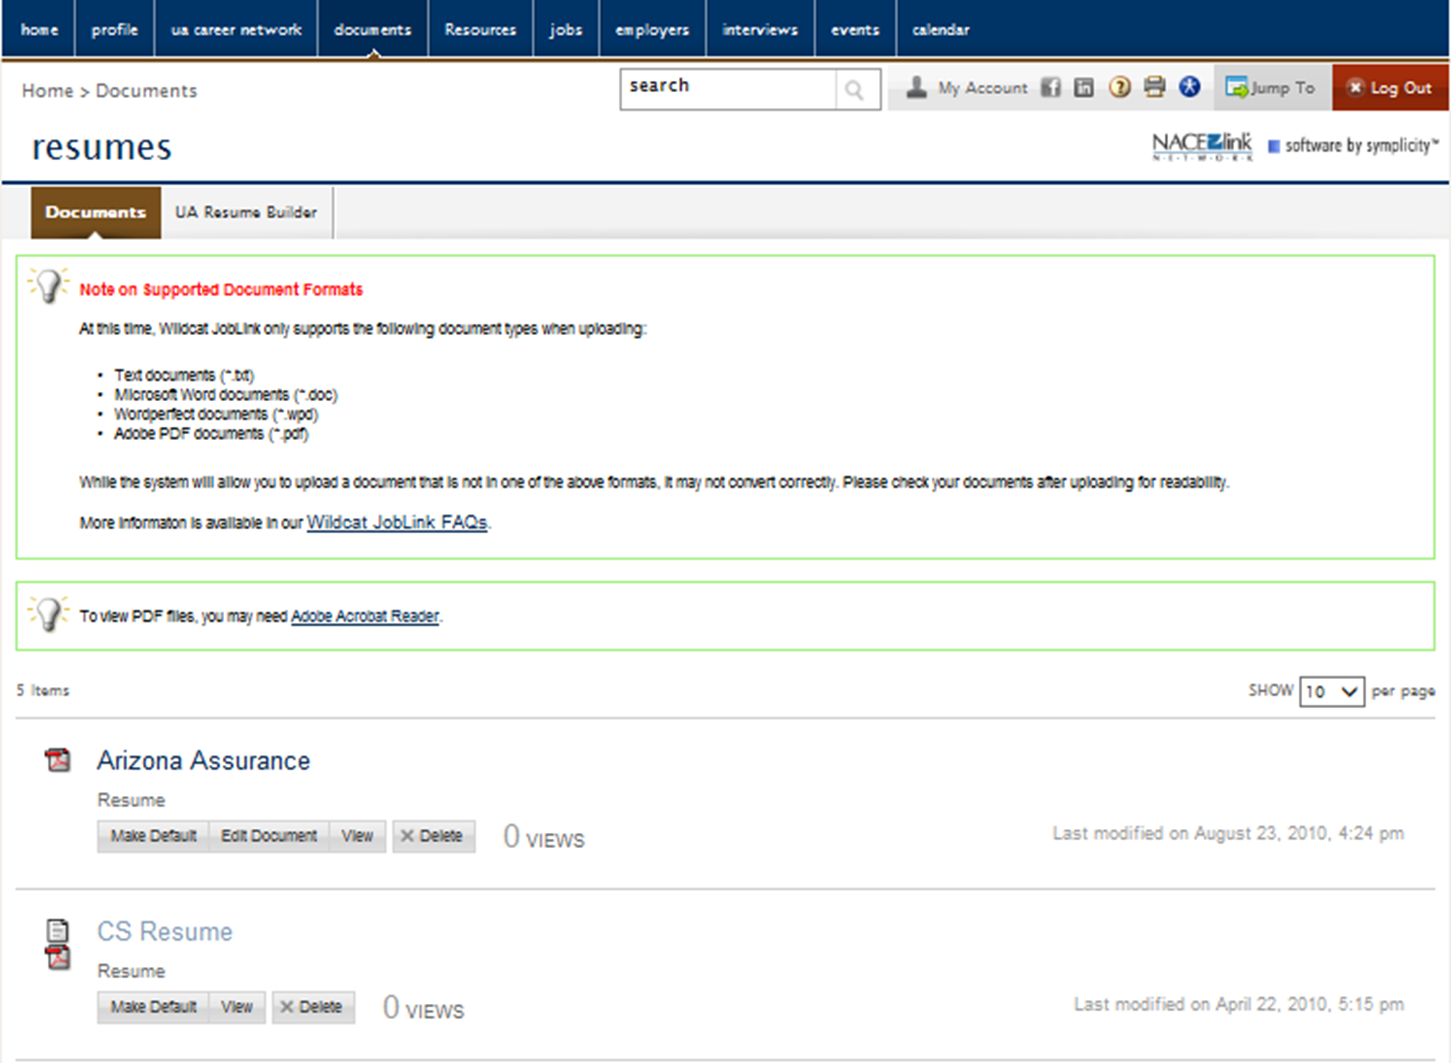 home profile ua career network documents Resources jobs employers interviews events calendar
Home > Documents search My Account Jump To Log Out
resumes NACElink software by symplicity™
NETWORK
Documents UA Resume Builder
Note on Supported Document Formats
At this time, Wildcat JobLink only supports the following document types when uploading:
• Text documents (*.txt)
• Microsoft Word documents (*.doc)
• Wordperfect documents (*.wpd)
• Adobe PDF documents (*.pdf)
While the system will allow you to upload a document that is not in one of the above formats, it may not convert correctly. Please check your documents after uploading for readability.
More informaton is available in our Wildcat JobLink FAQs.
To view PDF files, you may need Adobe Acrobat Reader.
5 Items SHOW 10 per page
Arizona Assurance
Resume
Make Default Edit Document View Delete 0 VIEWS Last modified on August 23, 2010, 4:24 pm
CS Resume
Resume
Make Default View Delete 0 VIEWS Last modified on April 22, 2010, 5:15 pm